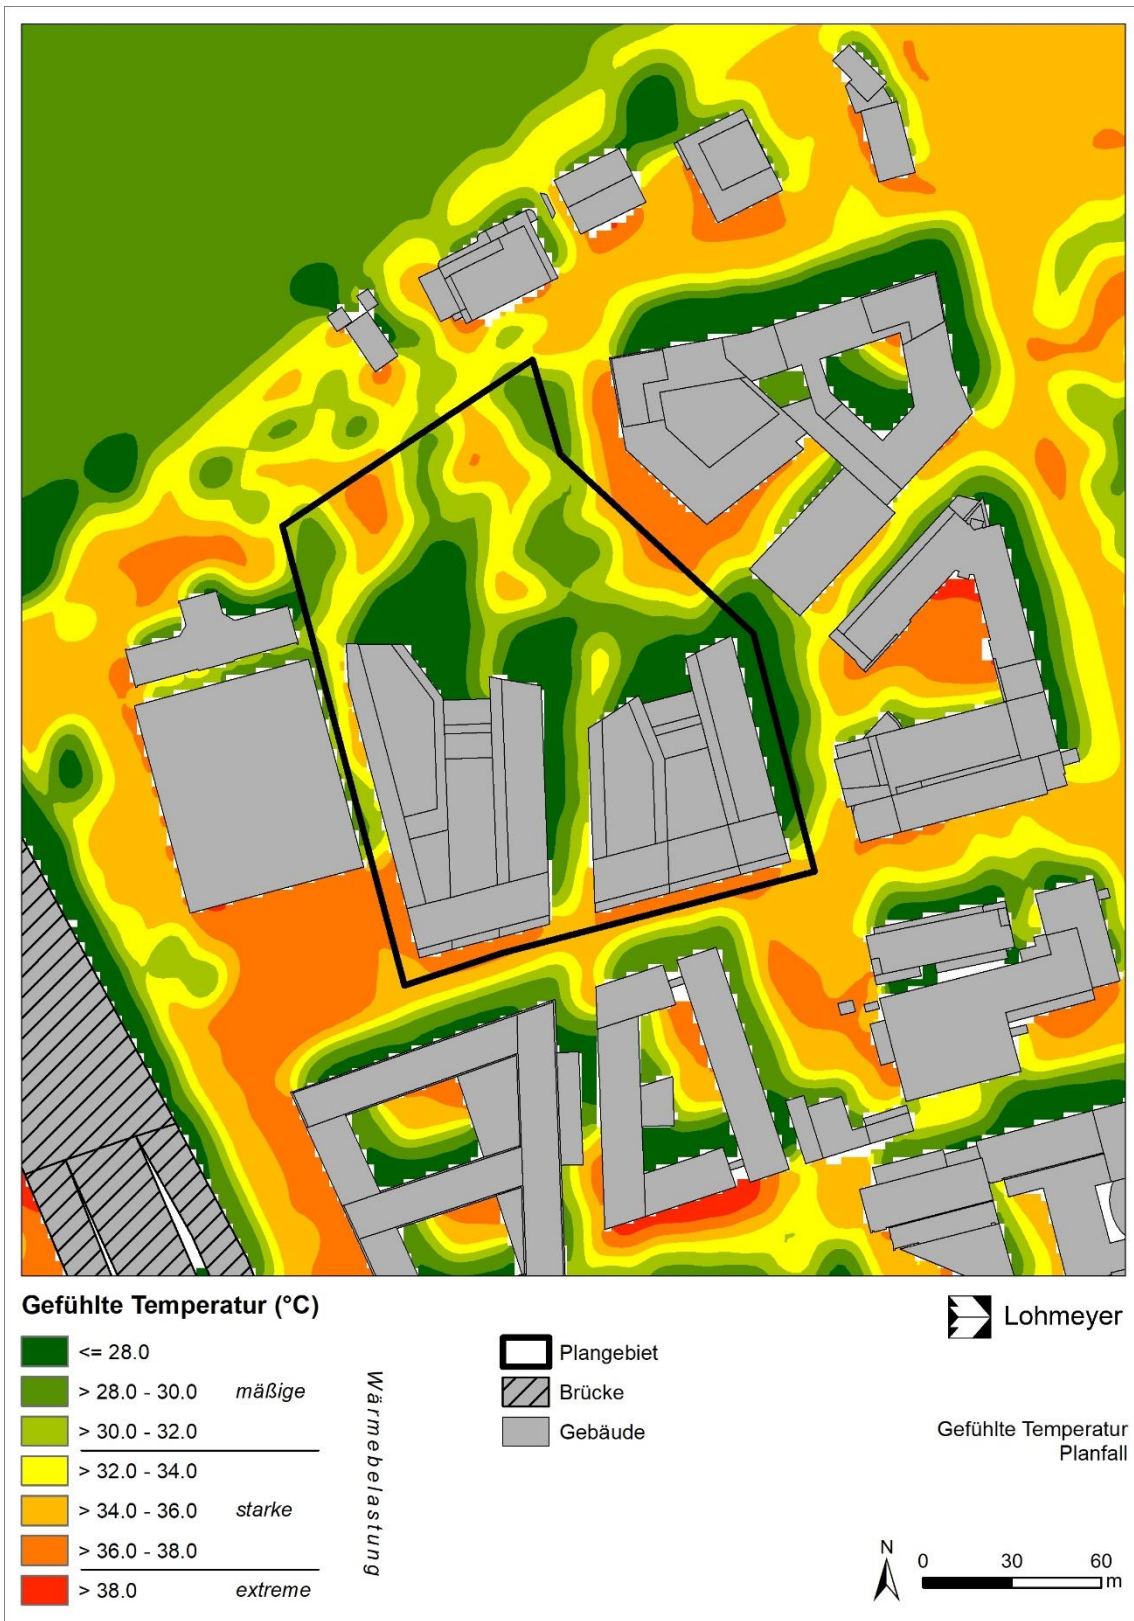 Gefühlte Temperatur (°C)
<= 28.0
> 28.0 - 30.0 mäßige
> 30.0 - 32.0
> 32.0 - 34.0
> 34.0 - 36.0 starke
> 36.0 - 38.0
> 38.0 extreme
Wärmebelastung
Plangebiet
Brücke
Gebäude
Lohmeyer
Gefühlte Temperatur
Planfall
N
0 30 60
m